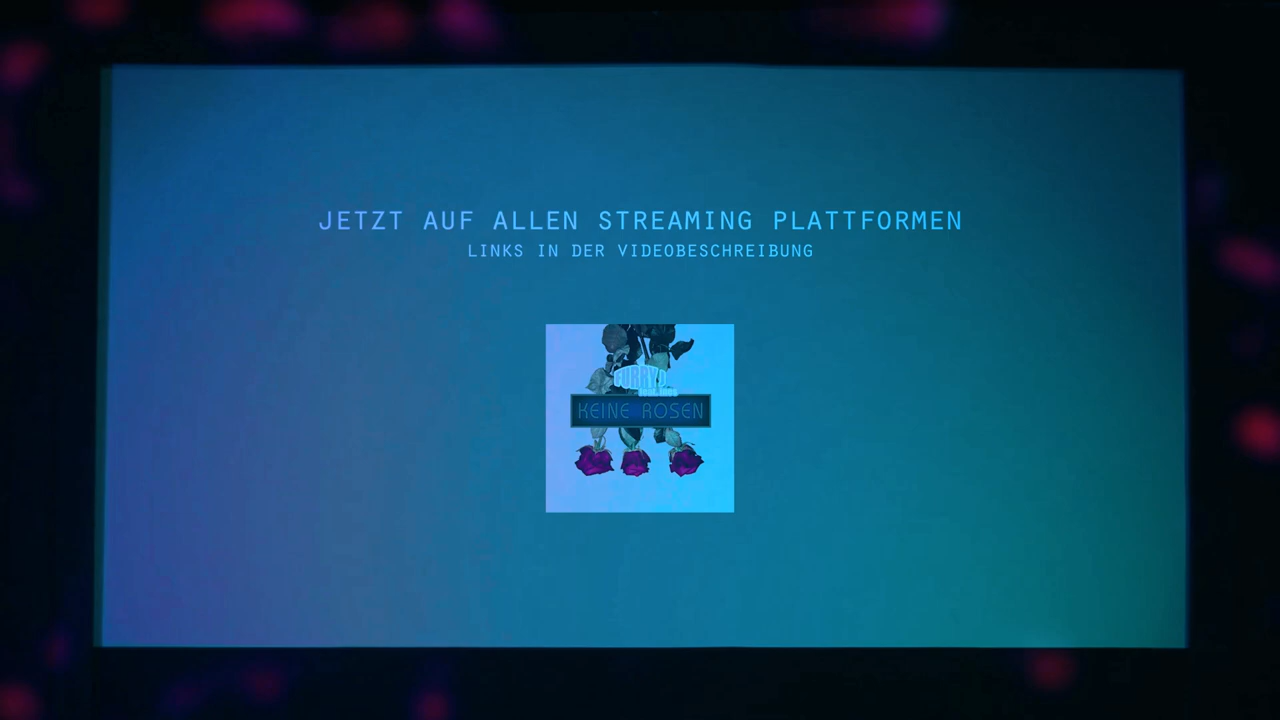 JETZT AUF ALLEN STREAMING PLATTFORMEN
LINKS IN DER VIDEOBESCHREIBUNG
KEINE ROSEN